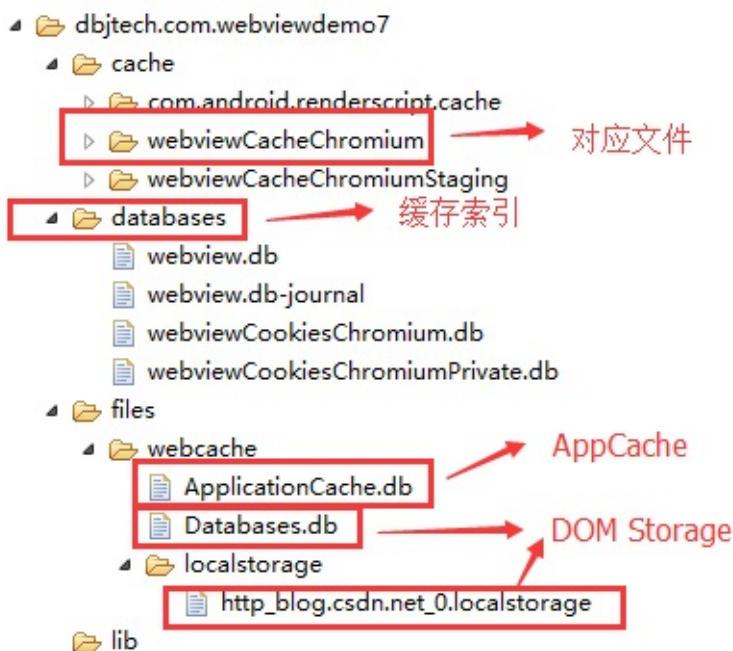 dbjtech.com.webviewdemo7
cache
com.android.renderscript.cache
webviewCacheChromium 对应文件
webviewCacheChromiumStaging
databases 缓存索引
webview.db
webview.db-journal
webviewCookiesChromium.db
webviewCookiesChromiumPrivate.db
files
webcache AppCache
ApplicationCache.db
Databases.db DOM Storage
localstorage
http_blog.csdn.net_0.localstorage
lib